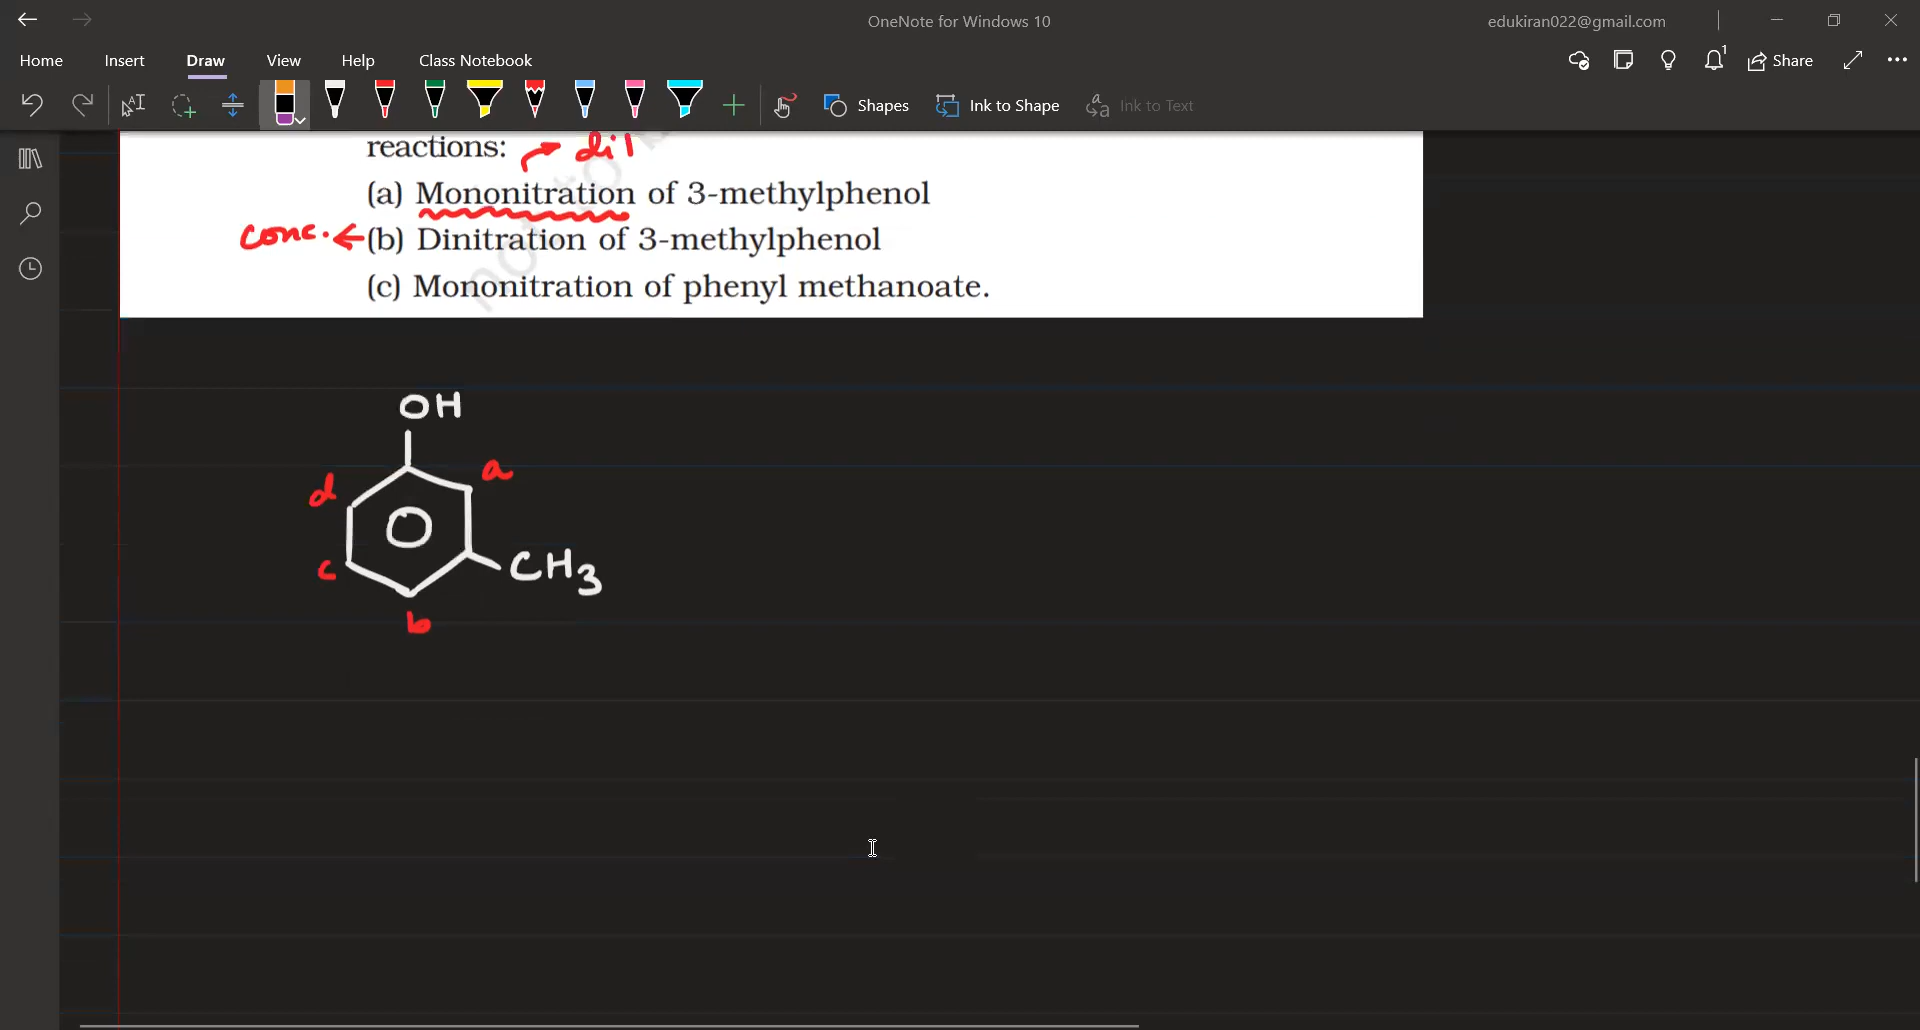 OneNote for Windows 10
edukiran022@gmail.com
Home Insert Draw View Help Class Notebook
1
Share
Shapes Ink to Shape Ink to Text
reactions: dil
(a) Mononitration of 3-methylphenol
conc. (b) Dinitration of 3-methylphenol
(c) Mononitration of phenyl methanoate.
OH
d a
c CH3
b